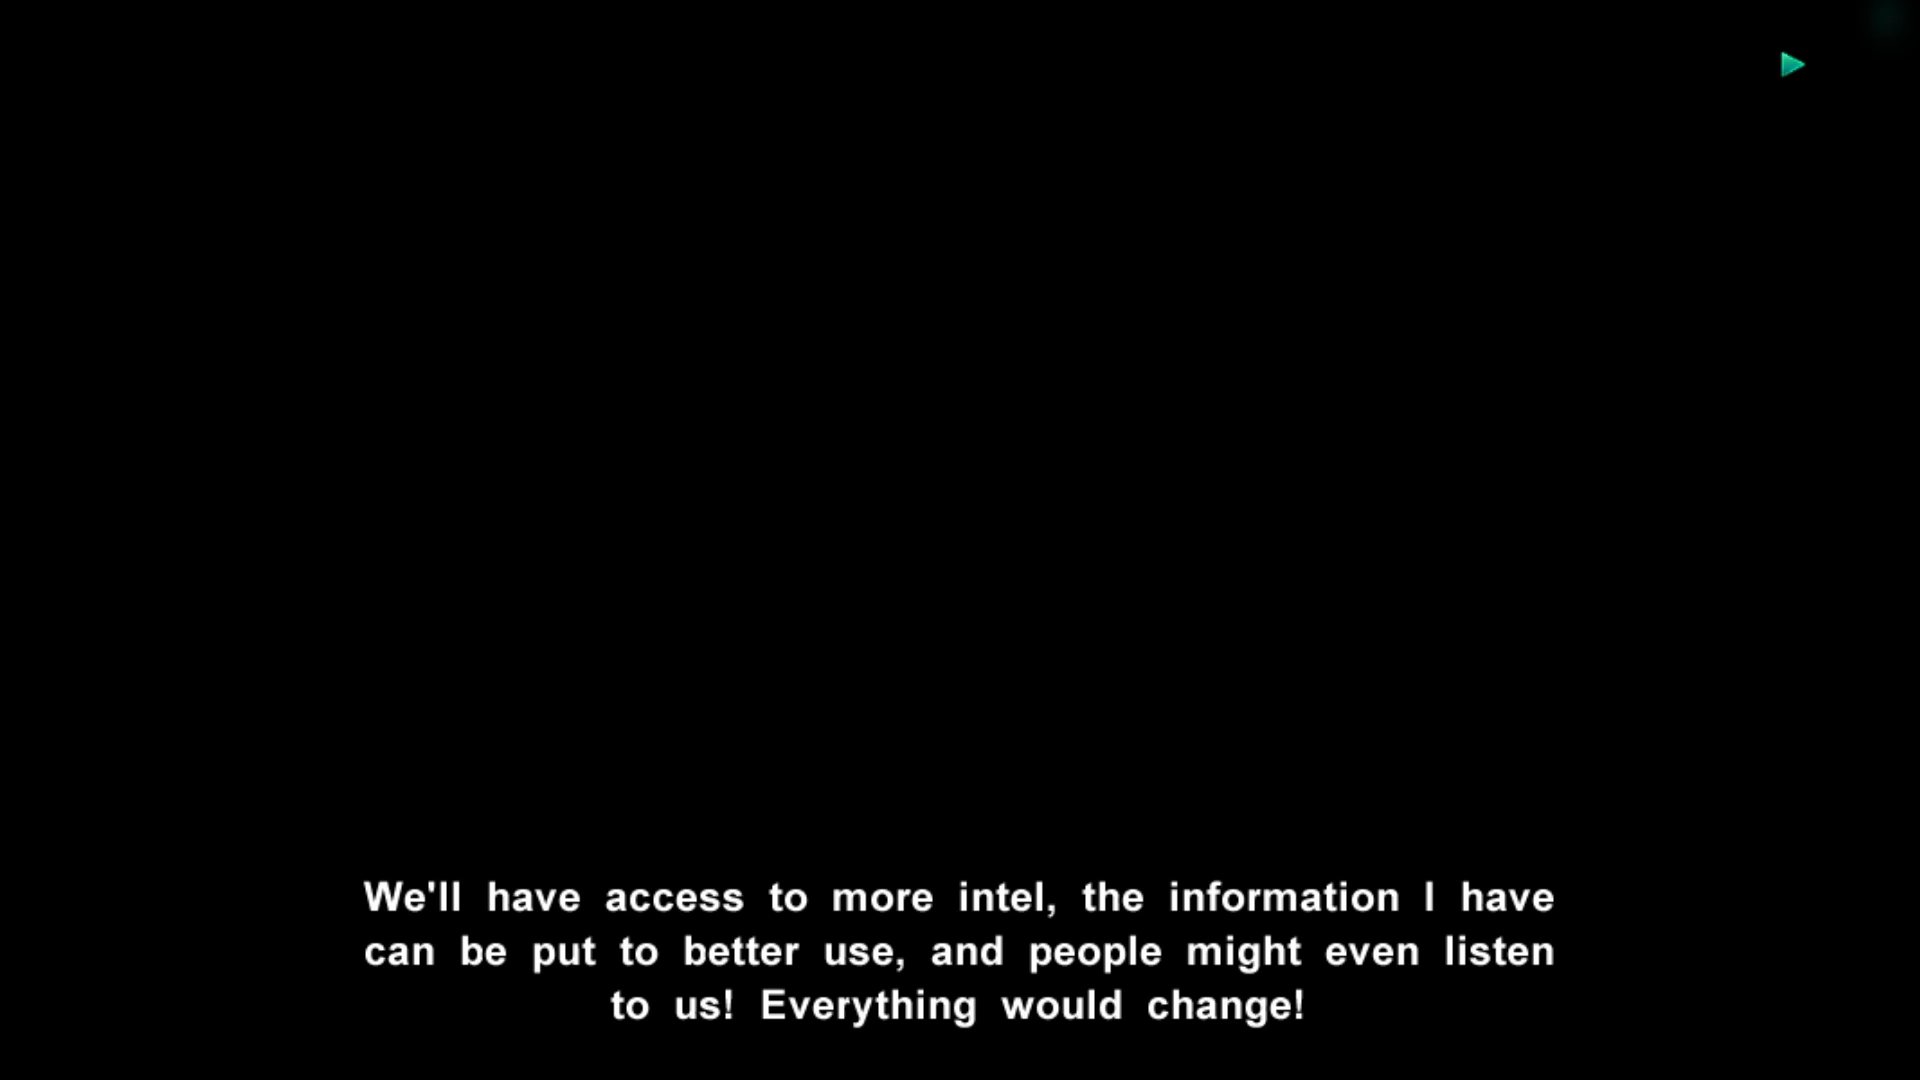 We'll have access to more intel, the information I have
can be put to better use, and people might even listen
to us! Everything would change!